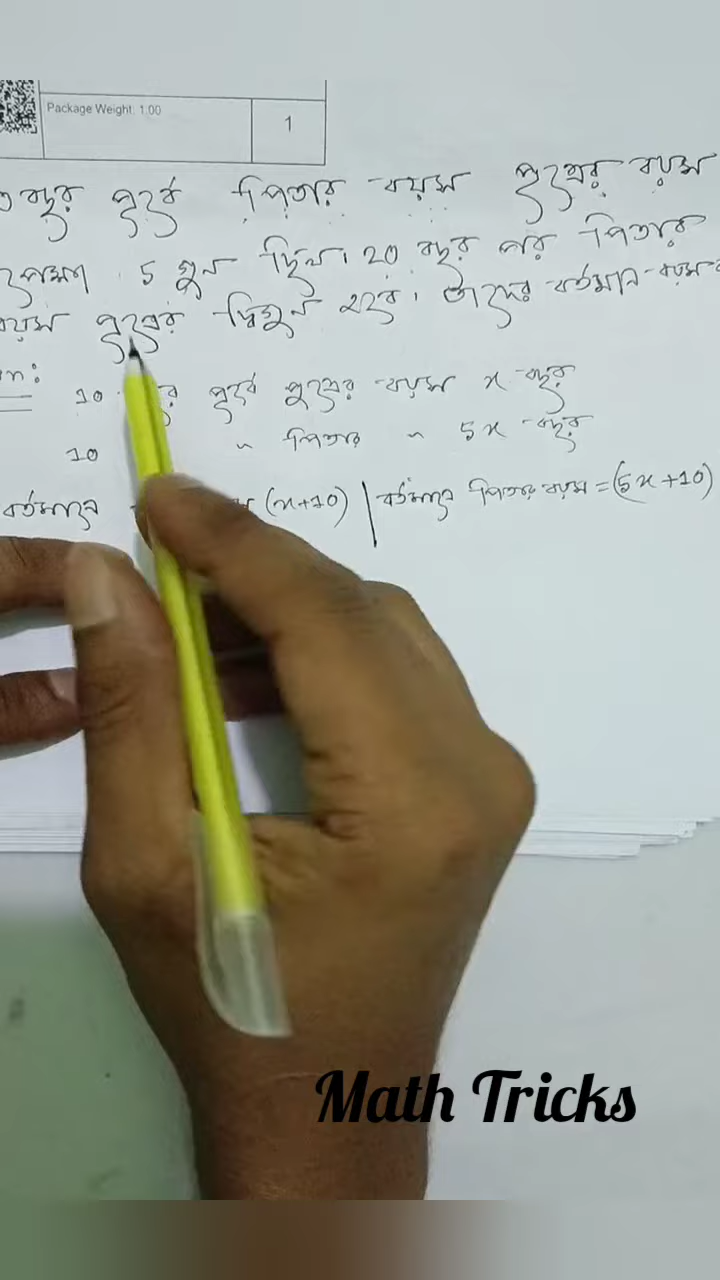 Package Weight: 1.00
1
বছর পূর্বে পিতার বয়স পুত্রের বয়স
5 গুন ছিল। 20 বছর পর পিতার
বয়স পুত্রের দ্বিগুন হবে। তাদের বর্তমান বয়স
10 পূর্বে পুত্রের বয়স x বছর
10 " পিতার " 5x বছর
বর্তমানে (x+10) | বর্তমানে পিতার বয়স = (5x+10)
Math Tricks